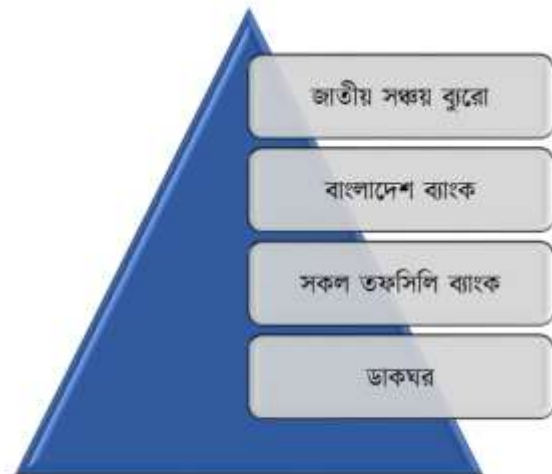 জাতীয় সঞ্চয় ব্যুরো
বাংলাদেশ ব্যাংক
সকল তফসিলি ব্যাংক
ডাকঘর